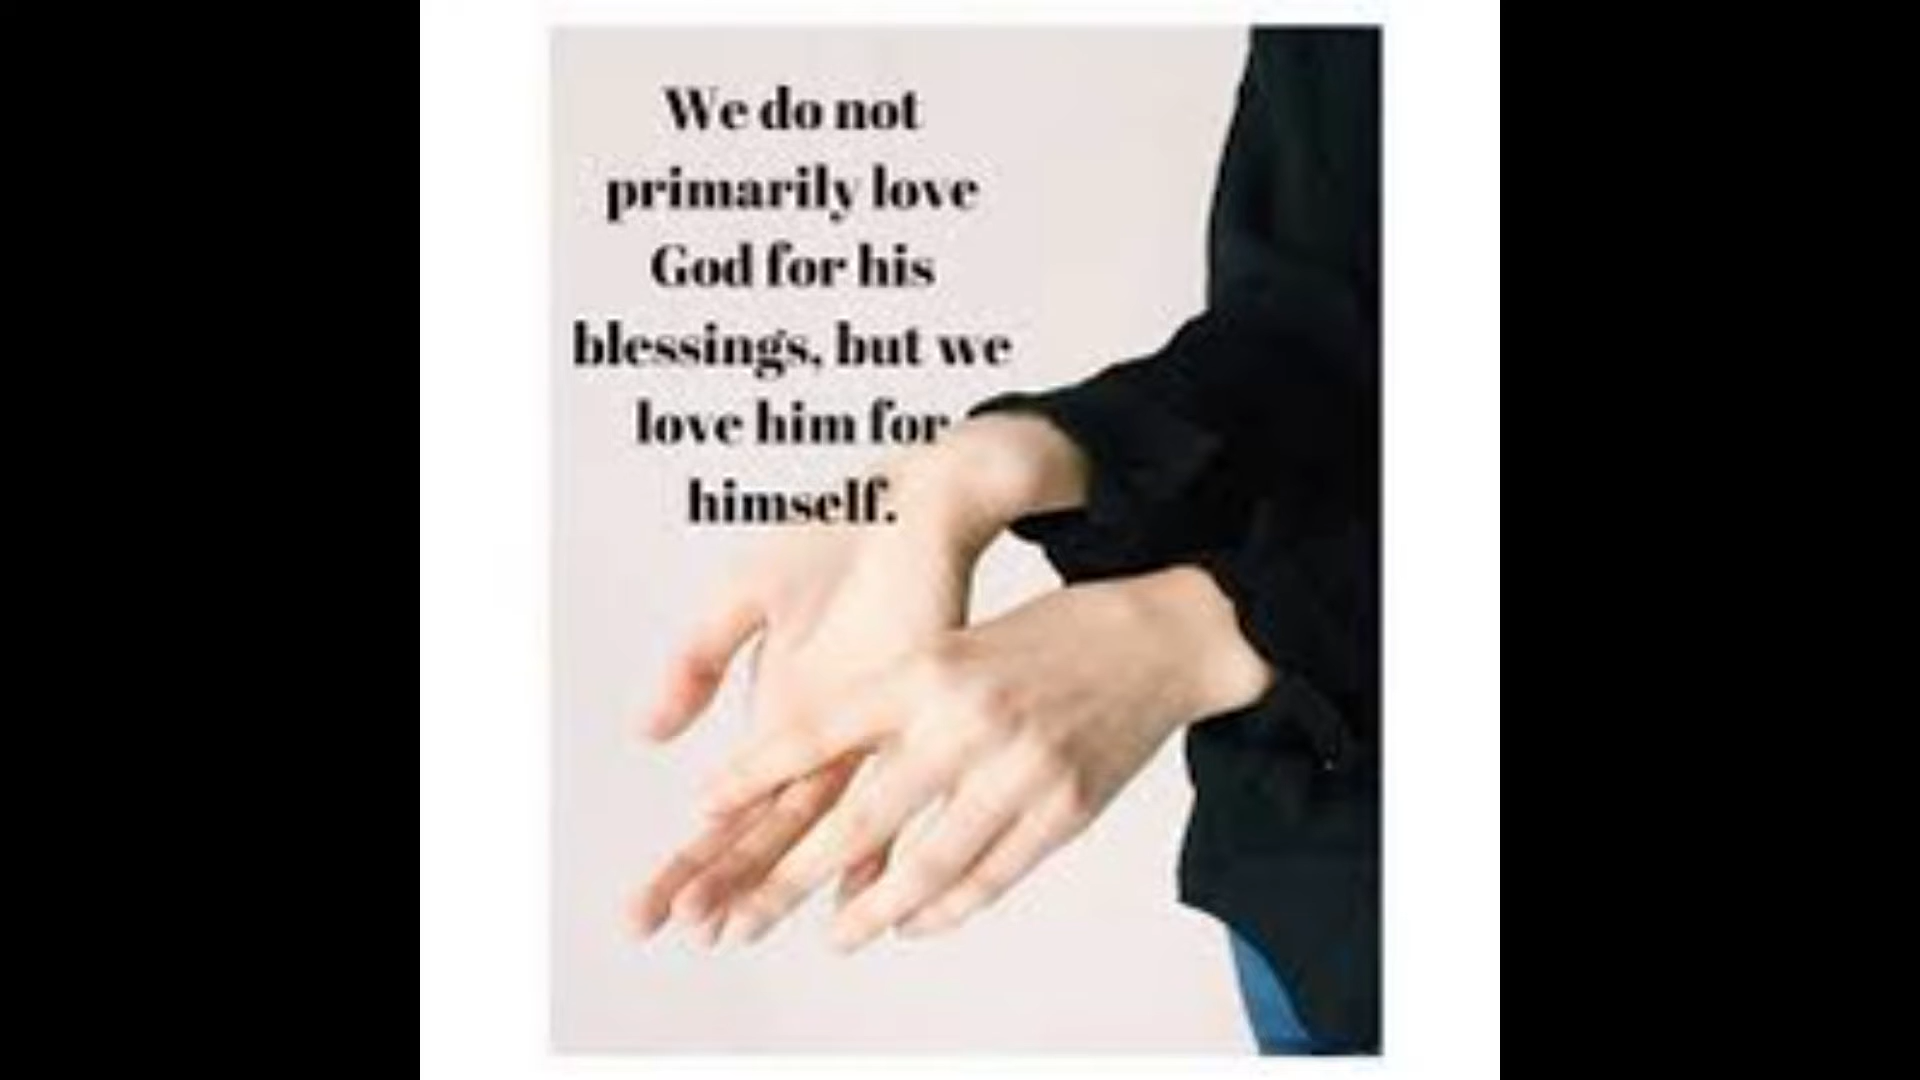 We do not
primarily love
God for his
blessings, but we
love him for
himself.